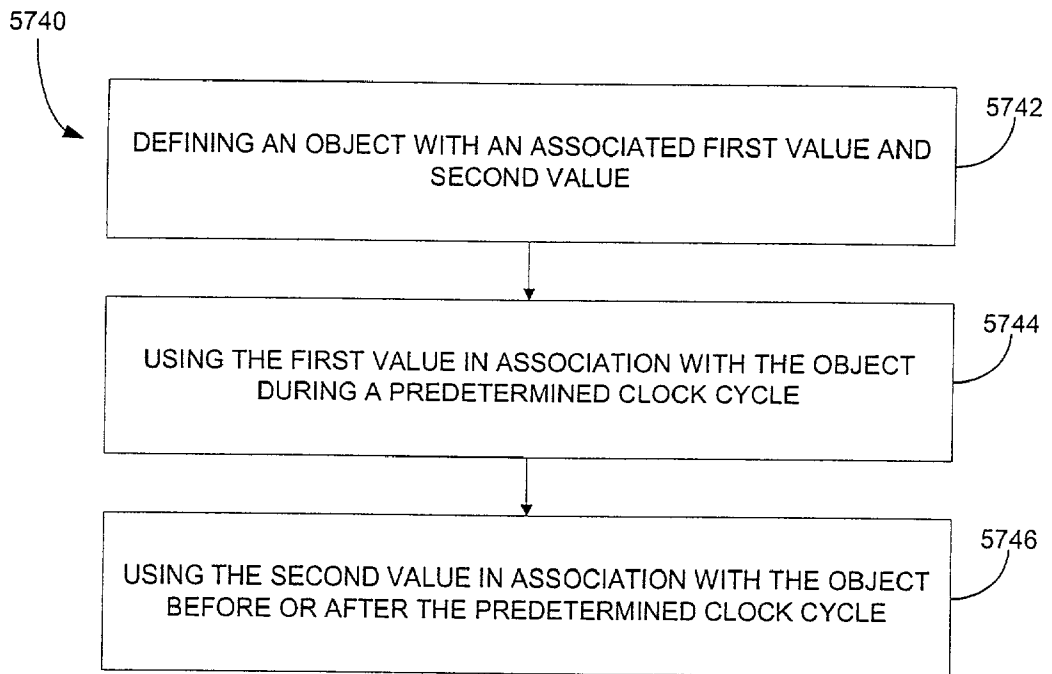 5740
5742
DEFINING AN OBJECT WITH AN ASSOCIATED FIRST VALUE AND
SECOND VALUE
5744
USING THE FIRST VALUE IN ASSOCIATION WITH THE OBJECT
DURING A PREDETERMINED CLOCK CYCLE
5746
USING THE SECOND VALUE IN ASSOCIATION WITH THE OBJECT
BEFORE OR AFTER THE PREDETERMINED CLOCK CYCLE